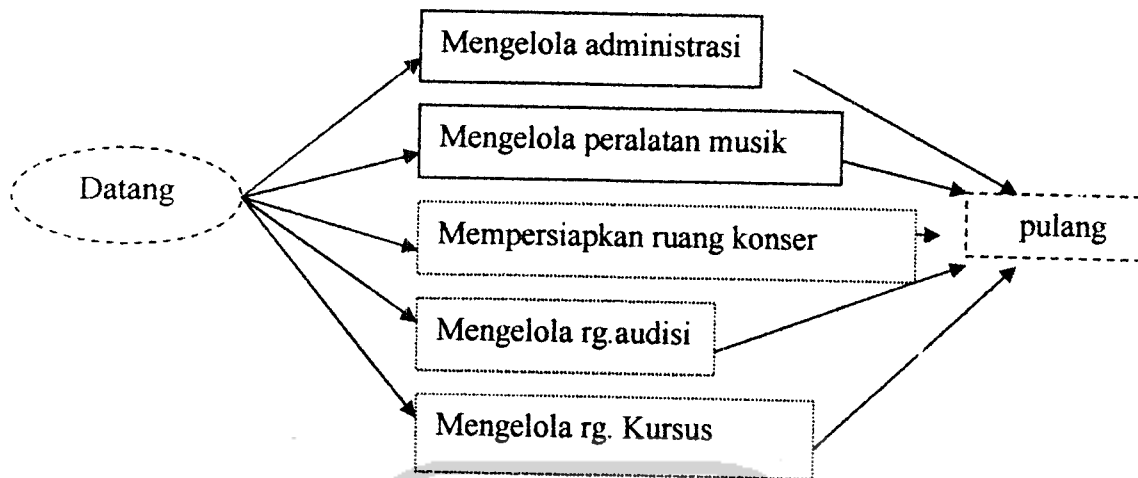 Mengelola administrasi
Mengelola peralatan musik
Datang
Mempersiapkan ruang konser
pulang
Mengelola rg.audisi
Mengelola rg. Kursus